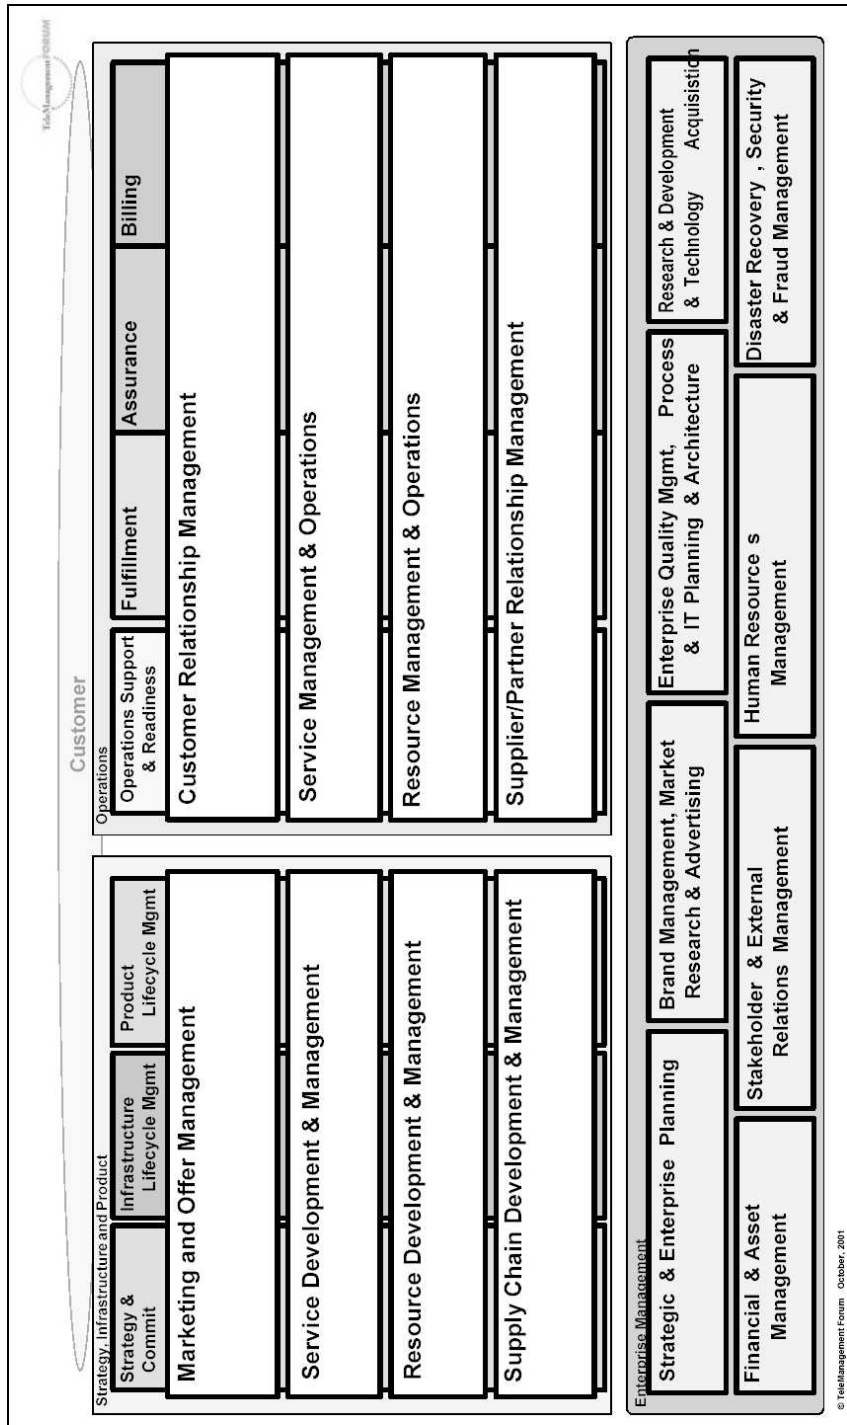 TeleManagement FORUM
Customer
Strategy, Infrastructure and Product
Strategy &
Commit
Infrastructure
Lifecycle Mgmt
Product
Lifecycle Mgmt
Marketing and Offer Management
Service Development & Management
Resource Development & Management
Supply Chain Development & Management
Operations
Operations Support
& Readiness
Fulfillment
Assurance
Billing
Customer Relationship Management
Service Management & Operations
Resource Management & Operations
Supplier/Partner Relationship Management
Enterprise Management
Strategic & Enterprise Planning
Brand Management, Market
Research & Advertising
Enterprise Quality Mgmt, Process
& IT Planning & Architecture
Research & Development
& Technology Acquisistion
Financial & Asset
Management
Stakeholder & External
Relations Management
Human Resource s
Management
Disaster Recovery , Security
& Fraud Management
© TeleManagement Forum October, 2001